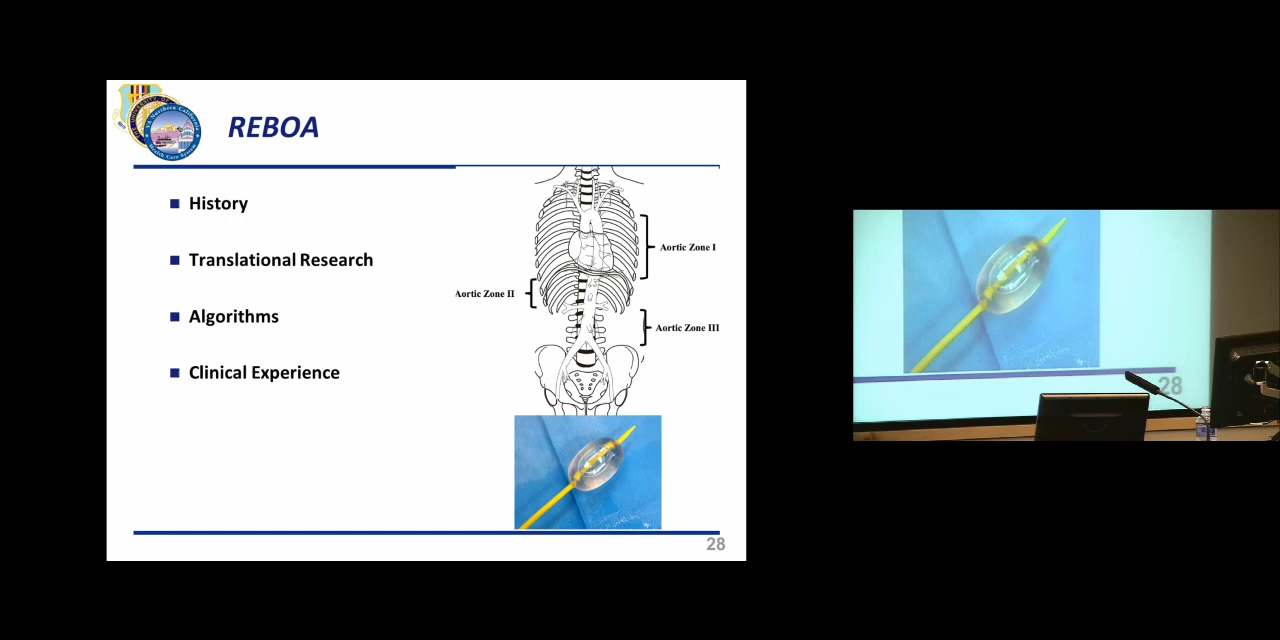 REBOA
History
Translational Research
Algorithms
Clinical Experience
Aortic Zone I
Aortic Zone II
Aortic Zone III
28
28